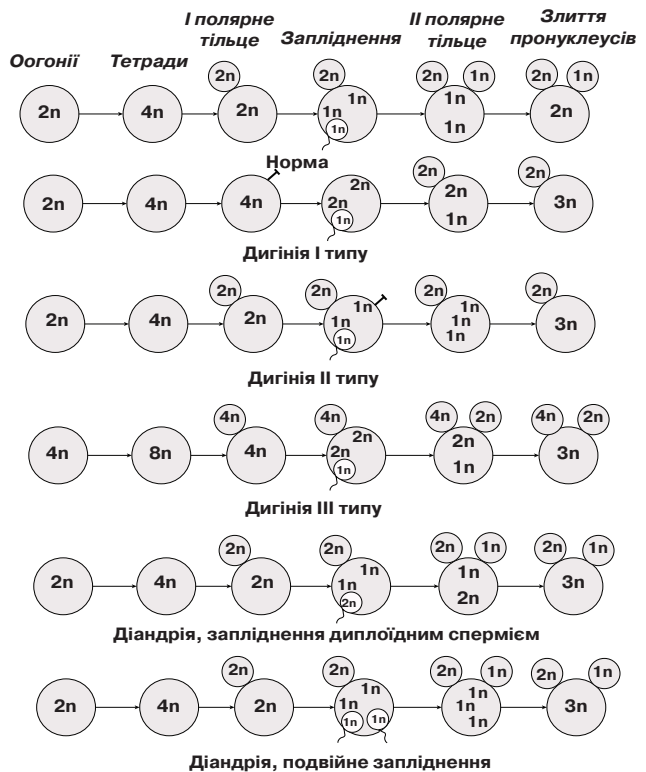 I полярне тільце
II полярне тільце
Злиття пронуклеусів
Оогонії Тетради Запліднення
2n 4n 2n 2n 2n 1n 1n 1n 2n 1n 1n 1n 2n 1n 2n
Норма
2n 4n 4n 2n 2n 1n 2n 2n 1n 2n 3n
Дигінія I типу
2n 4n 2n 2n 2n 1n 1n 1n 2n 1n 1n 1n 2n 3n
Дигінія II типу
4n 8n 4n 4n 4n 2n 2n 1n 4n 2n 2n 1n 4n 2n 3n
Дигінія III типу
2n 4n 2n 2n 2n 1n 1n 2n 2n 1n 1n 2n 2n 1n 3n
Діандрія, запліднення диплоїдним спермієм
2n 4n 2n 2n 2n 1n 1n 1n 1n 2n 1n 1n 1n 1n 2n 1n 3n
Діандрія, подвійне запліднення